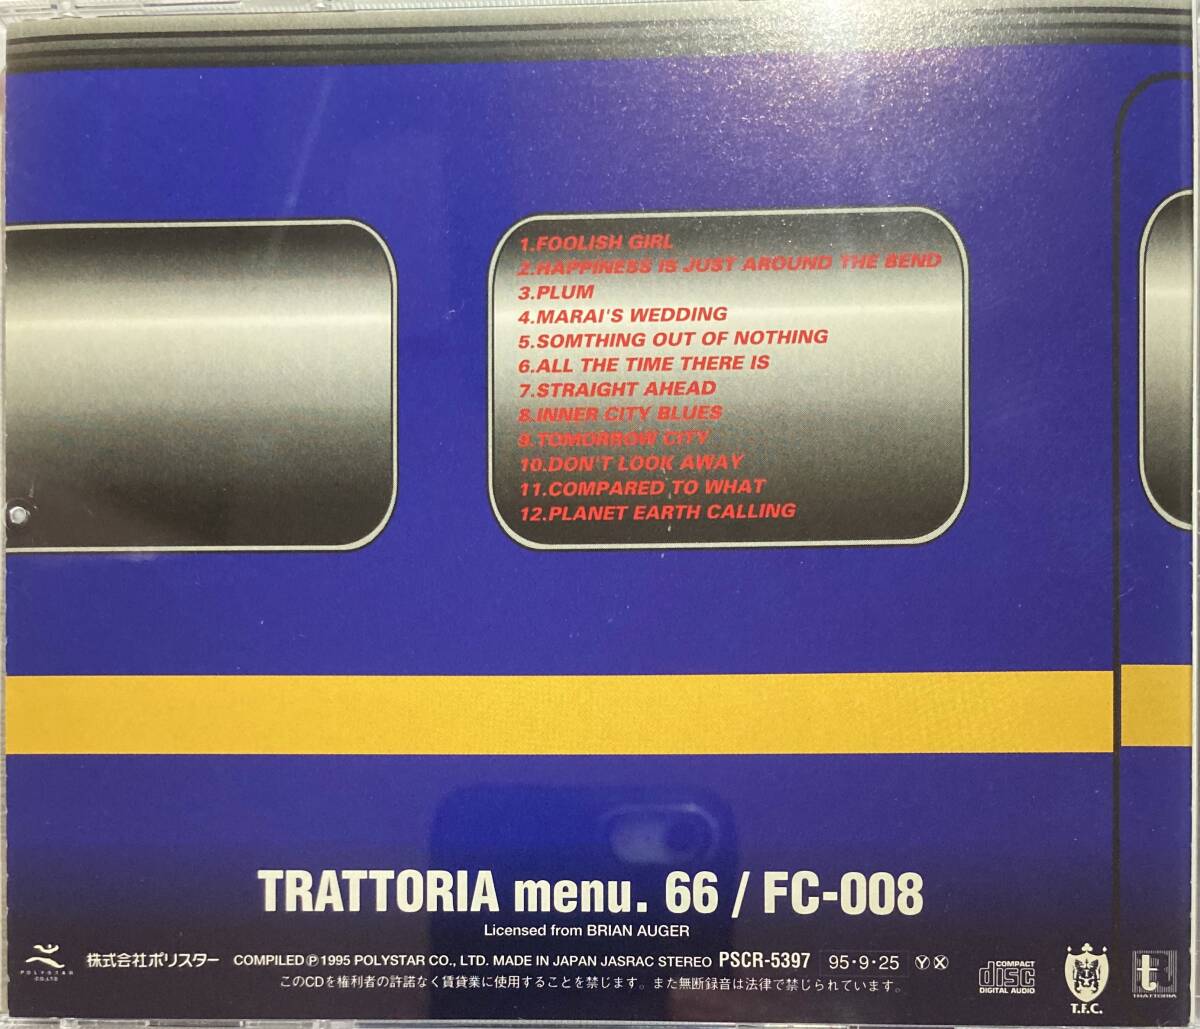 1.FOOLISH GIRL
2.HAPPINESS IS JUST AROUND THE BEND
3.PLUM
4.MARAI'S WEDDING
5.SOMTHING OUT OF NOTHING
6.ALL THE TIME THERE IS
7.STRAIGHT AHEAD
8.INNER CITY BLUES
9.TOMORROW CITY
10.DON'T LOOK AWAY
11.COMPARED TO WHAT
12.PLANET EARTH CALLING
TRATTORIA menu. 66 / FC-008
Licensed from BRIAN AUGER
POLYSTAR CO.,LTD.
株式会社ポリスター COMPILED Ⓟ1995 POLYSTAR CO., LTD. MADE IN JAPAN JASRAC STEREO PSCR-5397 95・9・25 Ⓨ Ⓧ
このCDを権利者の許諾なく賃貸業に使用することを禁じます。また無断録音は法律で禁じられています。
COMPACT disc DIGITAL AUDIO
T.F.C.
t TRATTORIA